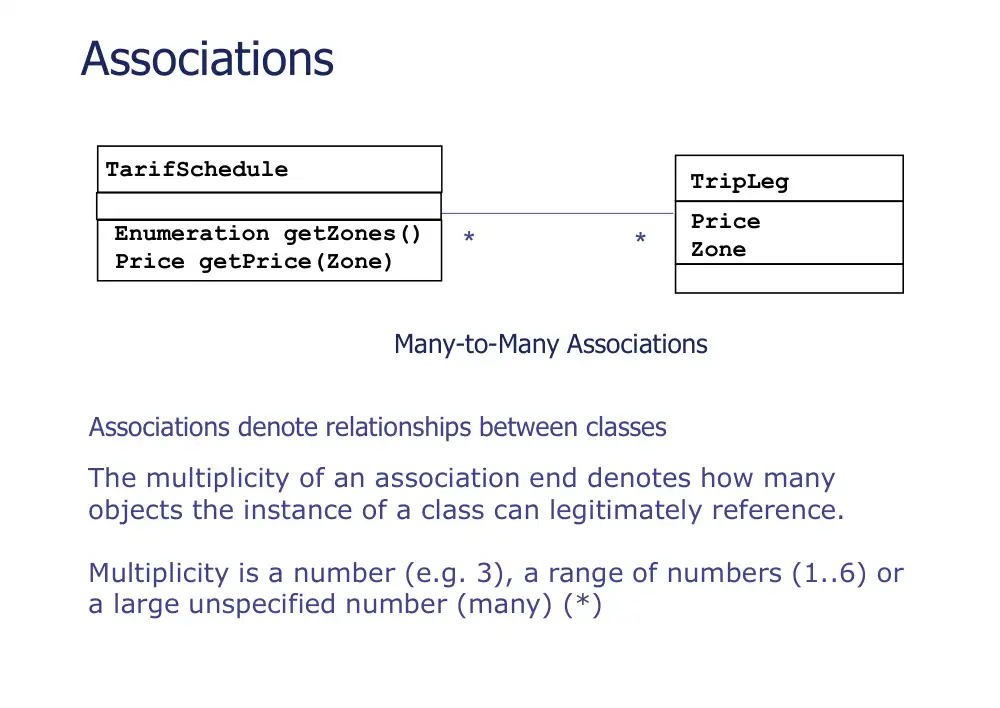 Associations
TarifSchedule
Enumeration getZones()
Price getPrice(Zone)
*
*
TripLeg
Price
Zone
Many-to-Many Associations
Associations denote relationships between classes
The multiplicity of an association end denotes how many
objects the instance of a class can legitimately reference.
Multiplicity is a number (e.g. 3), a range of numbers (1..6) or
a large unspecified number (many) (*)